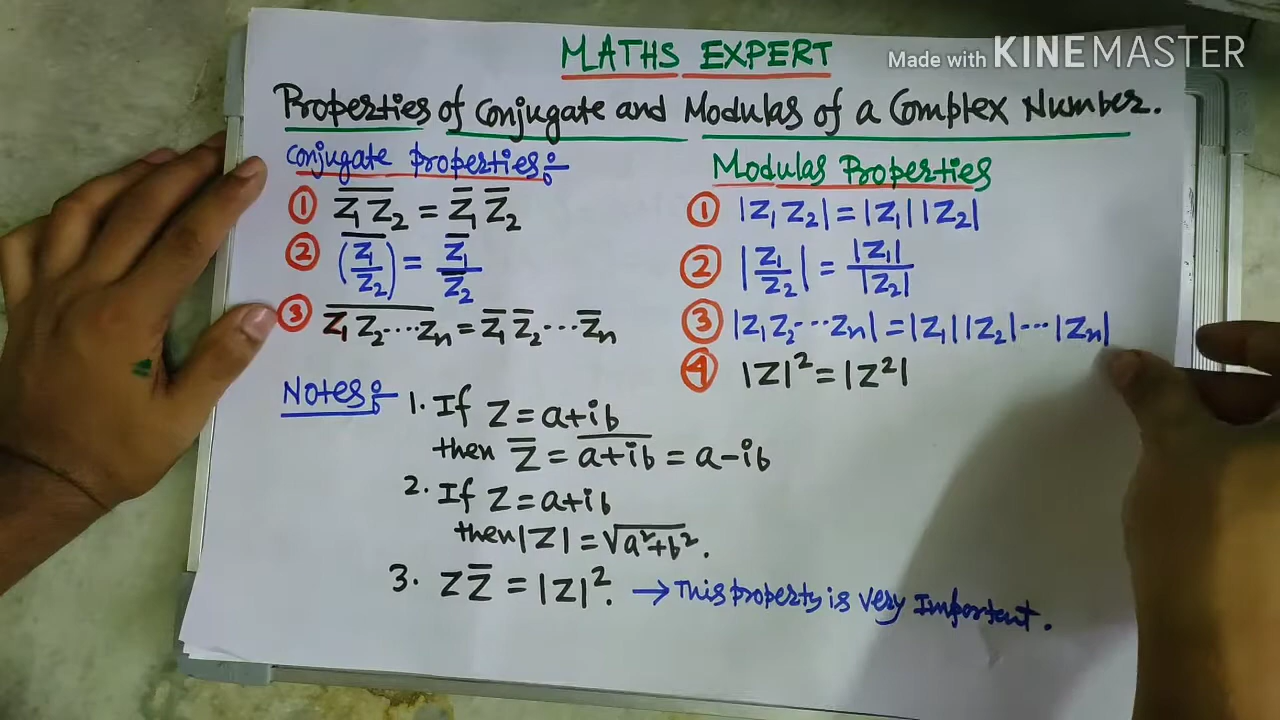 MATHS EXPERT
Made with KINEMASTER
Properties of Conjugate and Modulas of a Complex Number.
Conjugate properties:-
① z̅₁z̅₂ = z̅₁ z̅₂
② (z₁/z₂)‾ = z̅₁/z̅₂
③ z̅₁z̅₂....z̅ₙ = z̅₁ z̅₂...z̅ₙ
Modulas Properties
① |z₁z₂| = |z₁| |z₂|
② |z₁/z₂| = |z₁|/|z₂|
③ |z₁z₂...zₙ| = |z₁| |z₂|...|zₙ|
④ |z|² = |z²|
Notes:-
1. If z = a+ib
then z̅ = a̅+̅i̅b̅ = a-ib
2. If z = a+ib
then |z| = √a²+b².
3. zz̅ = |z|². → This property is very Important.